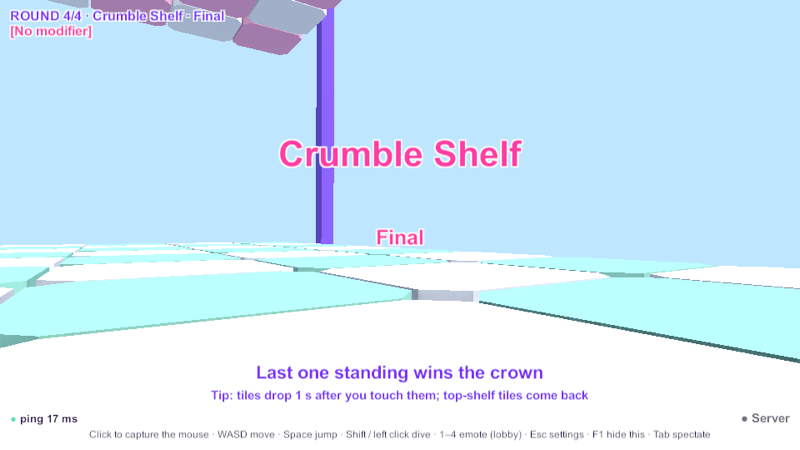 ROUND 4/4 · Crumble Shelf · Final
[No modifier]
Crumble Shelf
Final
Last one standing wins the crown
Tip: tiles drop 1 s after you touch them; top-shelf tiles come back
● ping 17 ms
● Server
Click to capture the mouse · WASD move · Space jump · Shift / left click dive · 1–4 emote (lobby) · Esc settings · F1 hide this · Tab spectate